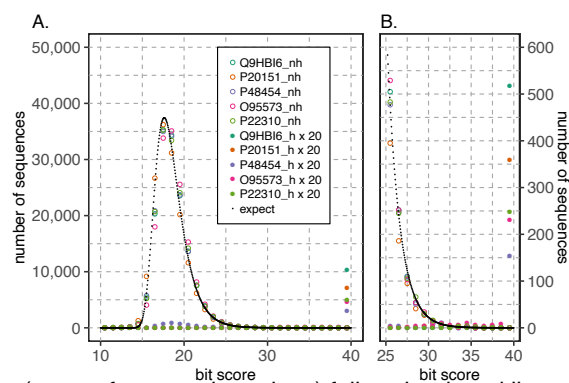 A.
B.
50,000
40,000
30,000
20,000
10,000
0
number of sequences
Q9HBI6_nh
P20151_nh
P48454_nh
O95573_nh
P22310_nh
Q9HBI6_h x 20
P20151_h x 20
P48454_h x 20
O95573_h x 20
P22310_h x 20
expect
10 20 30 40
bit score
600
500
400
300
200
100
0
number of sequences
25 30 35 40
bit score